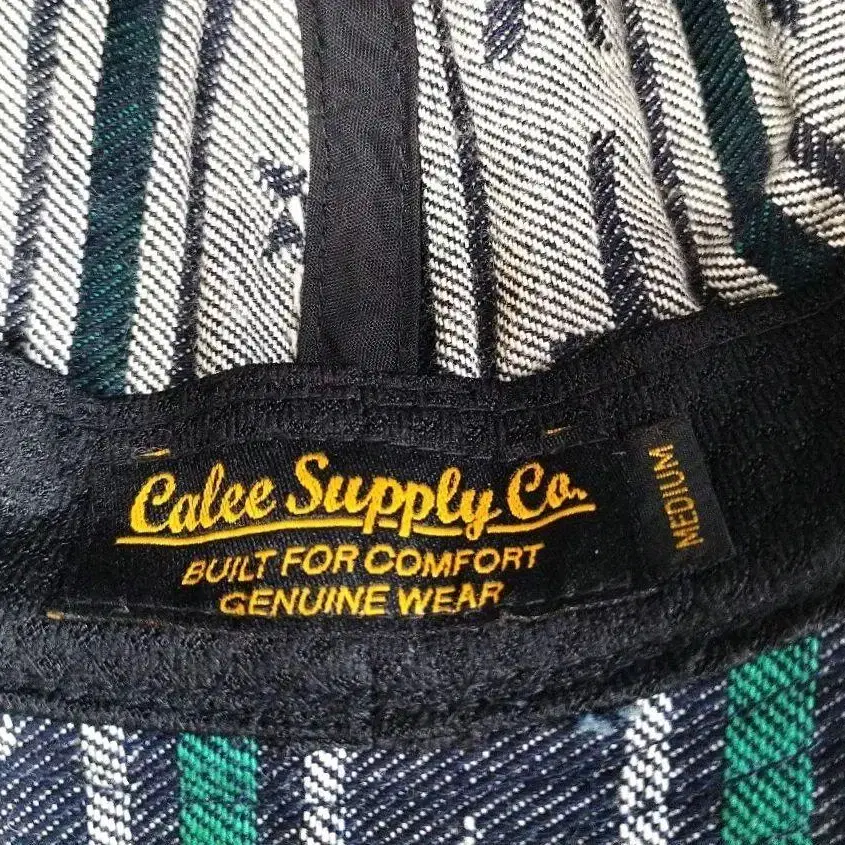 Calee Supply Co.
BUILT FOR COMFORT
GENUINE WEAR
MEDIUM